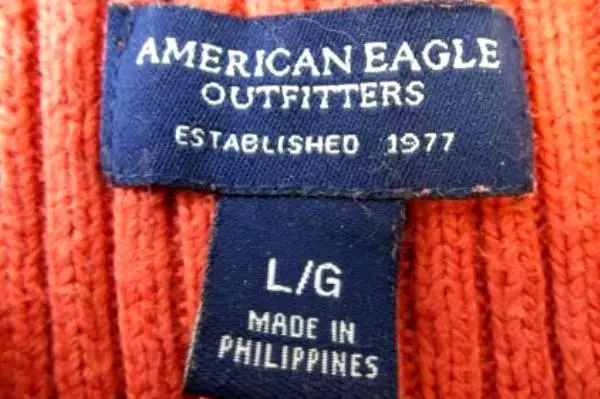 AMERICAN EAGLE
OUTFITTERS
ESTABLISHED 1977
L/G
MADE IN
PHILIPPINES